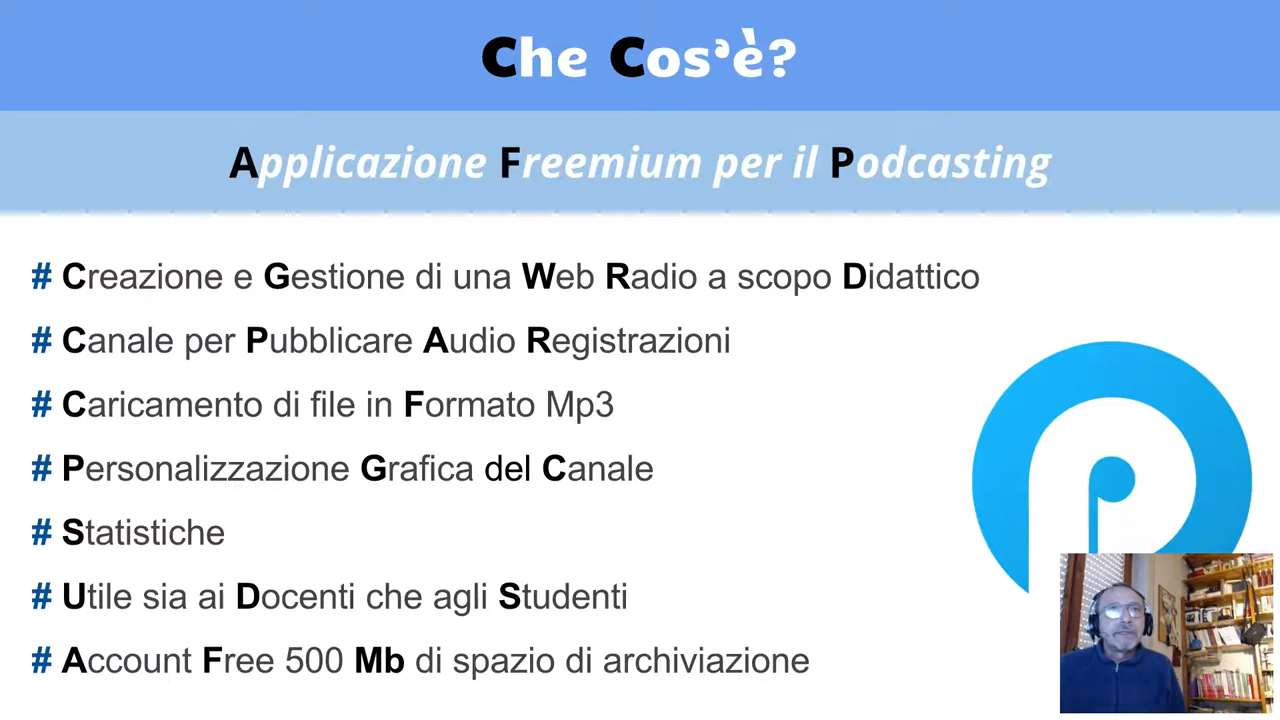 Che Cos'è?
Applicazione Freemium per il Podcasting
# Creazione e Gestione di una Web Radio a scopo Didattico
# Canale per Pubblicare Audio Registrazioni
# Caricamento di file in Formato Mp3
# Personalizzazione Grafica del Canale
# Statistiche
# Utile sia ai Docenti che agli Studenti
# Account Free 500 Mb di spazio di archiviazione